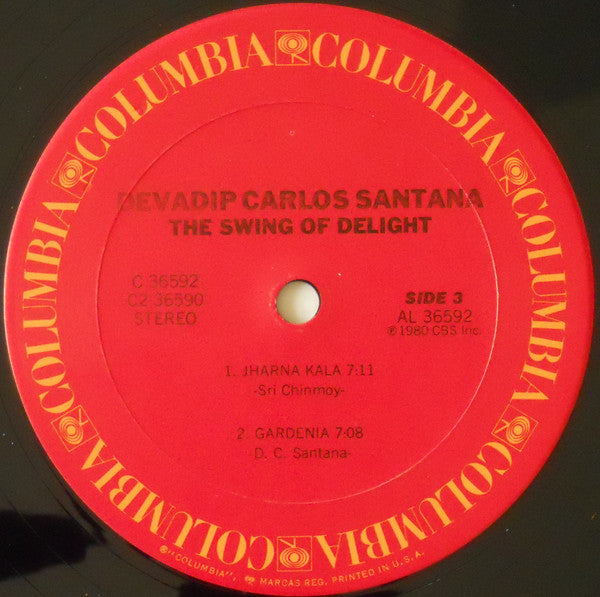 COLUMBIA COLUMBIA COLUMBIA COLUMBIA COLUMBIA COLUMBIA
DEVADIP CARLOS SANTANA
THE SWING OF DELIGHT
C 36592
C2 36590
STEREO
SIDE 3
AL 36592
℗ 1980 CBS Inc.
1. JHARNA KALA 7:11
-Sri Chinmoy-
2. GARDENIA 7:08
D. C. Santana-
®"COLUMBIA", MARCAS REG. PRINTED IN U.S.A.